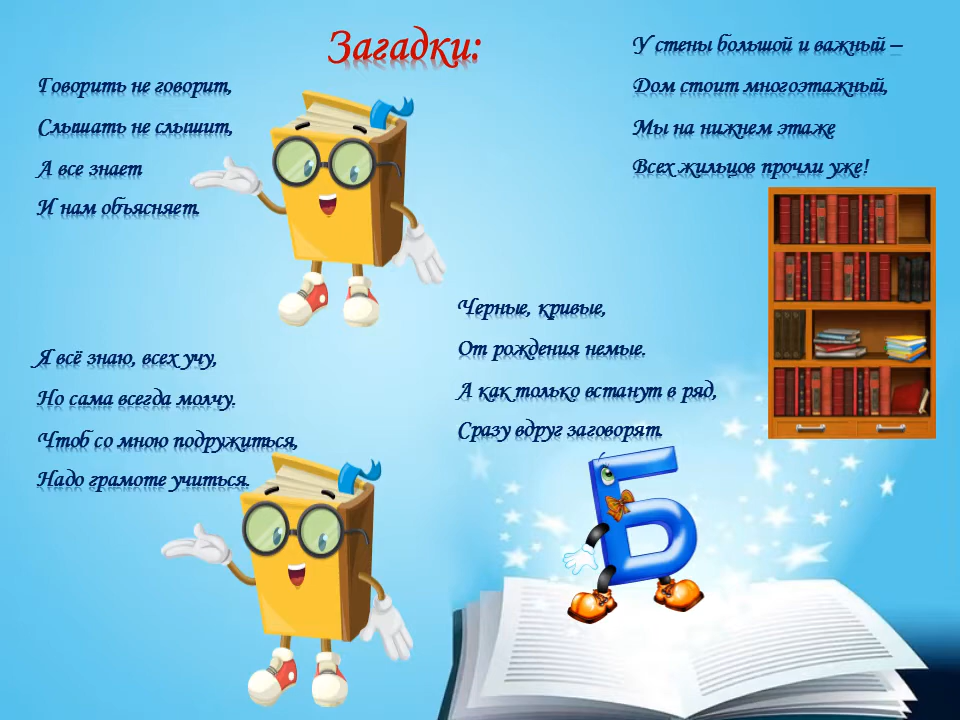 Загадки:
Говорить не говорит,
Слышать не слышит,
А все знает
И нам объясняет.
У стены большой и важный –
Дом стоит многоэтажный,
Мы на нижнем этаже
Всех жильцов прочли уже!
Я всё знаю, всех учу,
Но сама всегда молчу.
Чтоб со мною подружиться,
Надо грамоте учиться.
Черные, кривые,
От рождения немые.
А как только встанут в ряд,
Сразу вдруг заговорят.
Б